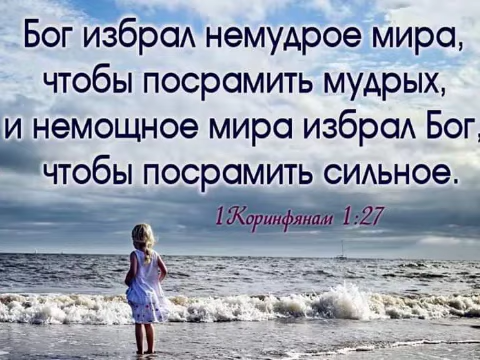 Бог избрал немудрое мира,
чтобы посрамить мудрых,
и немощное мира избрал Бог,
чтобы посрамить сильное.
1Коринфянам 1:27